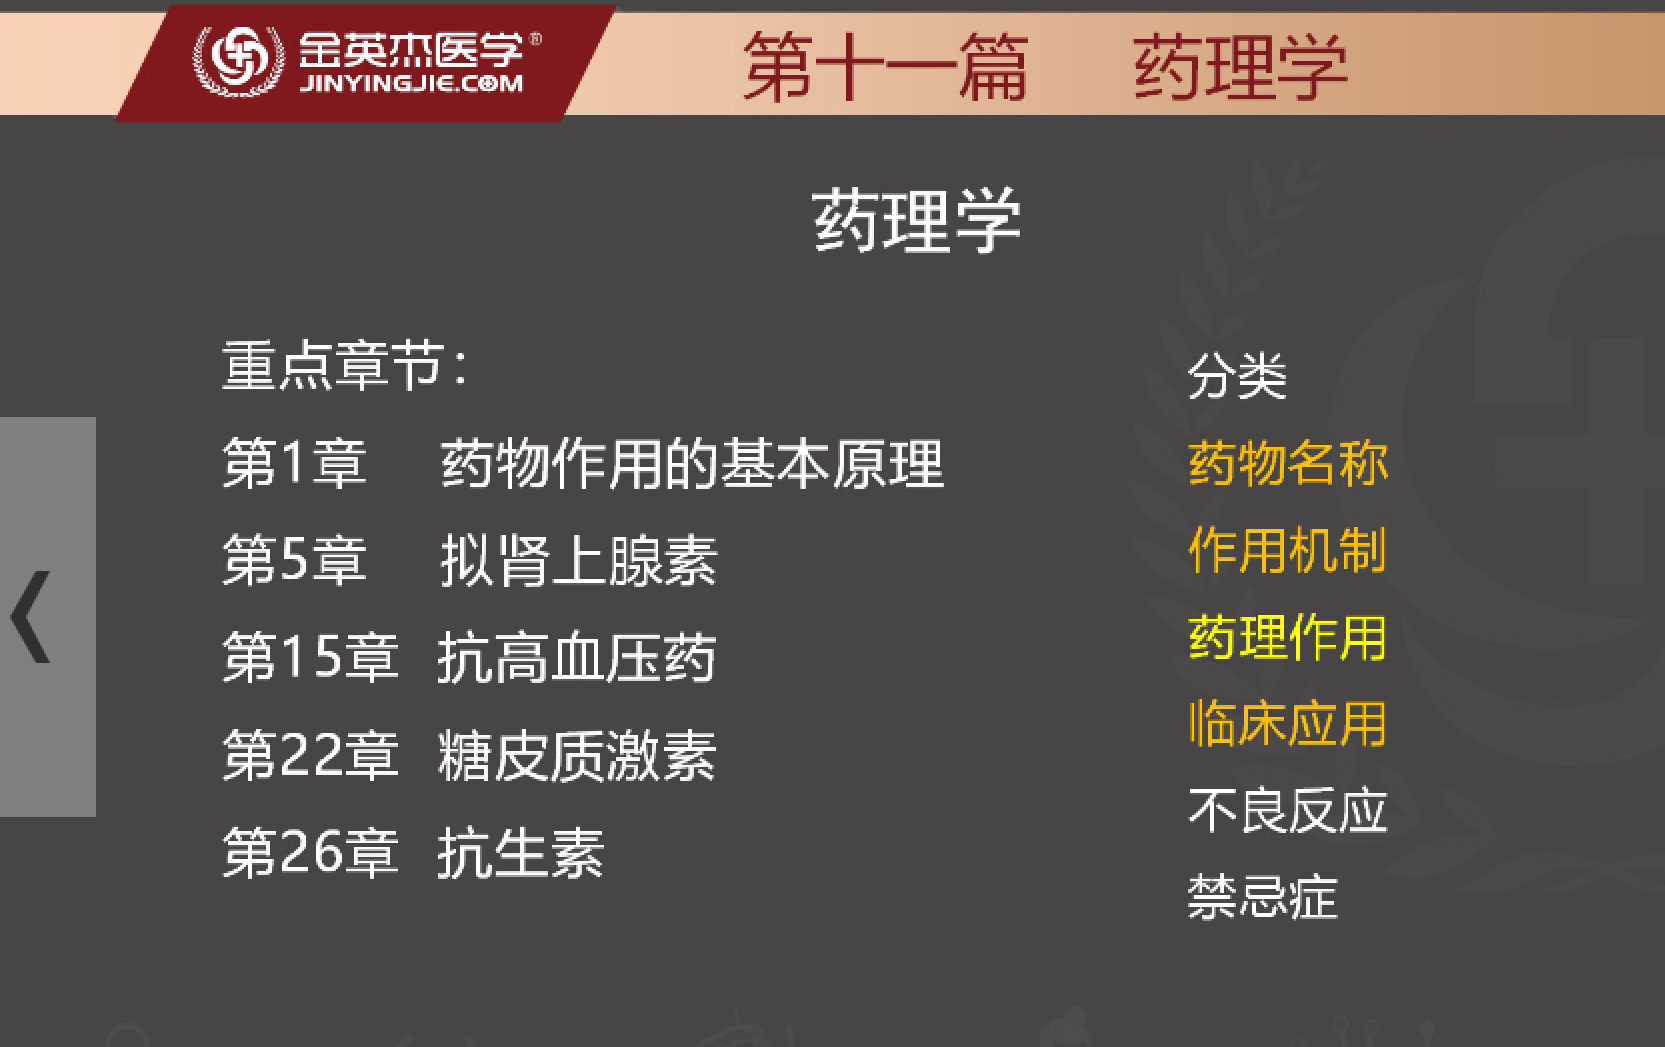 金英杰医学®
JINYINGJIE.COM
第十一篇 药理学
药理学
重点章节：
第1章 药物作用的基本原理
第5章 拟肾上腺素
第15章 抗高血压药
第22章 糖皮质激素
第26章 抗生素
分类
药物名称
作用机制
药理作用
临床应用
不良反应
禁忌症